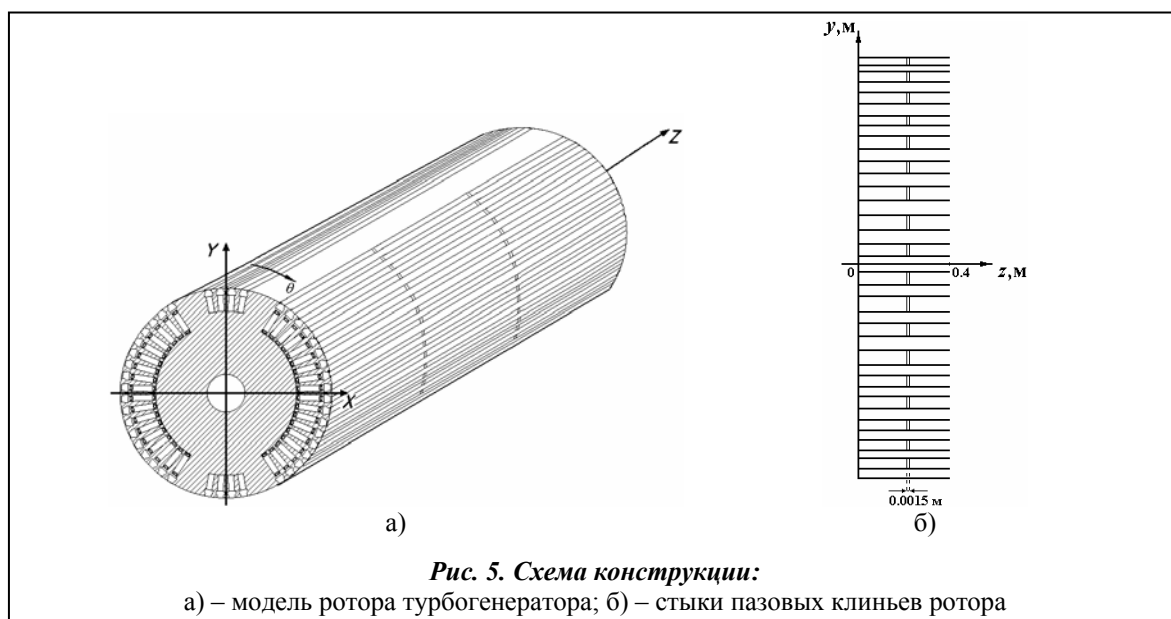 y,м
Z
Y
θ
X
0
0.4
z,м
0.0015 м
а)
б)
Рис. 5. Схема конструкции:
а) – модель ротора турбогенератора; б) – стыки пазовых клиньев ротора